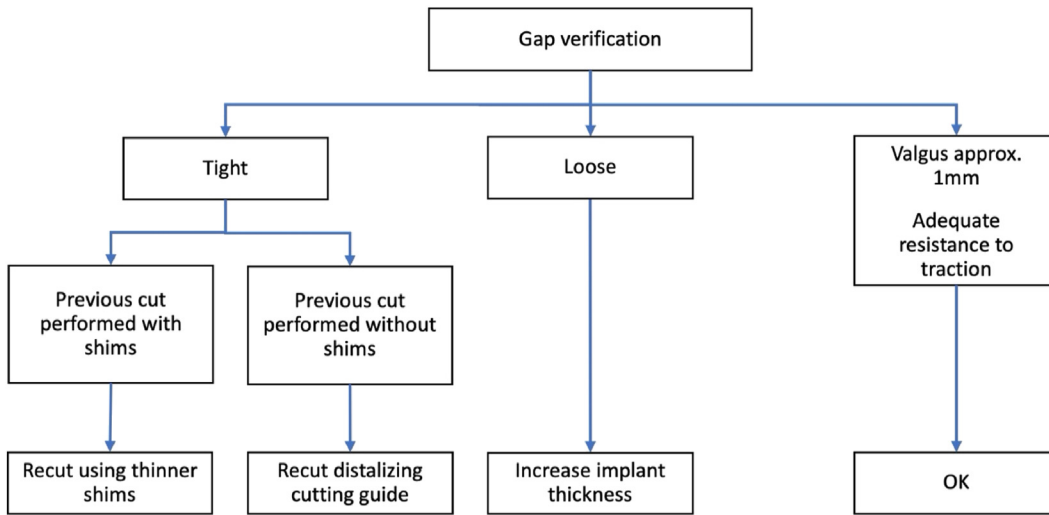 Gap verification
Tight
Loose
Valgus approx.
1mm
Adequate
resistance to
traction
Previous cut
performed with
shims
Previous cut
performed without
shims
Recut using thinner
shims
Recut distalizing
cutting guide
Increase implant
thickness
OK